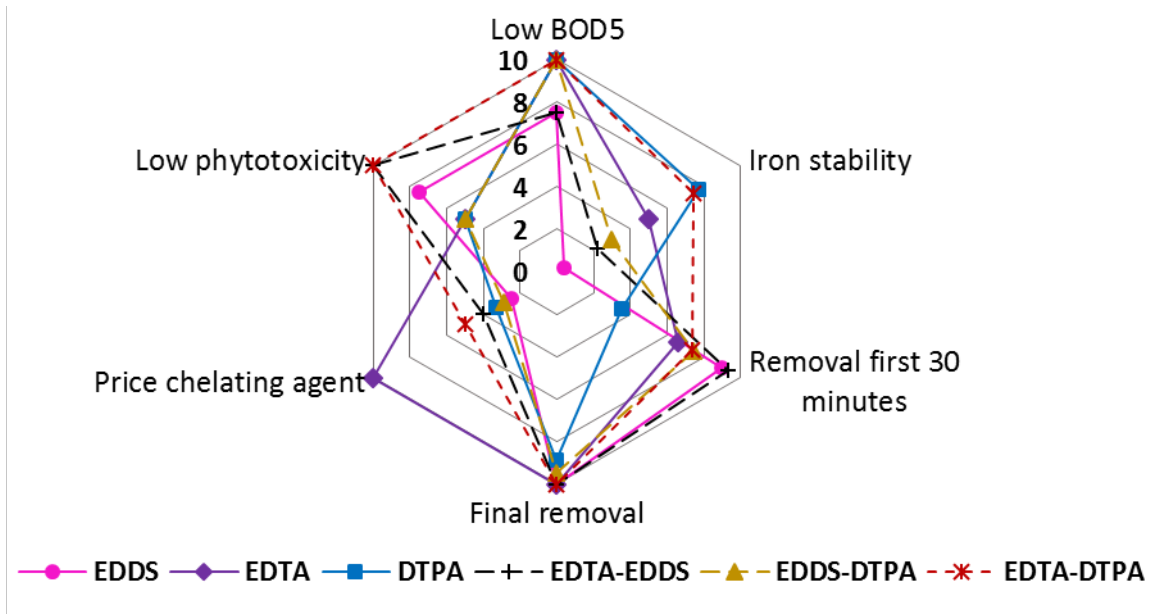 Low BOD5
10
8
6
4
2
0
Low phytotoxicity
Iron stability
Price chelating agent
Removal first 30
minutes
Final removal
EDDS EDTA DTPA EDTA-EDDS EDDS-DTPA EDTA-DTPA